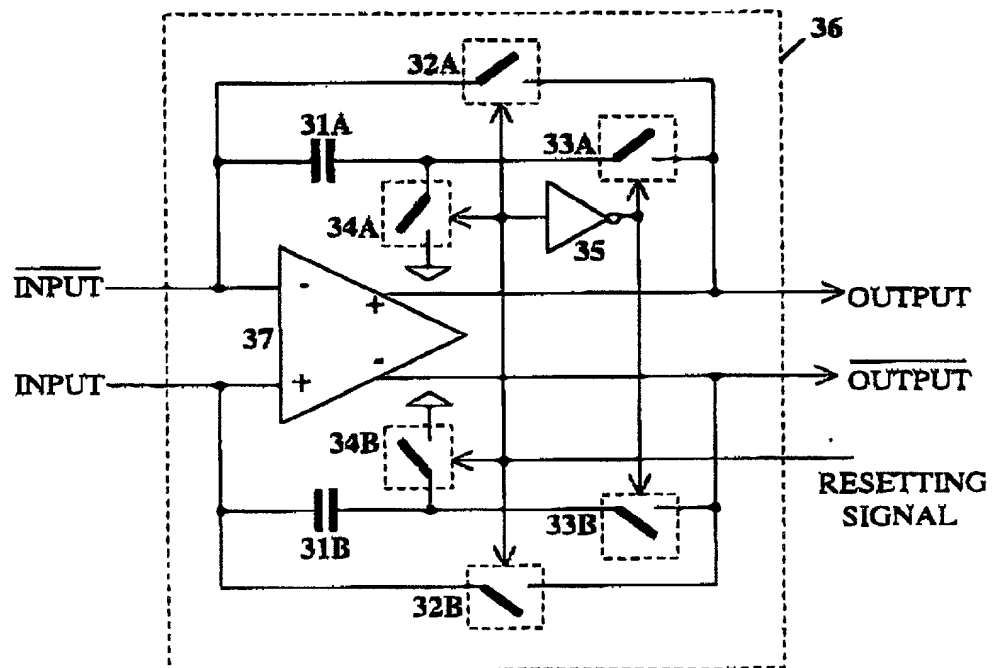 36
32A
31A
33A
34A
35
INPUT
-
+
OUTPUT
37
-
INPUT
+
OUTPUT
34B
RESETTING
SIGNAL
31B
33B
32B